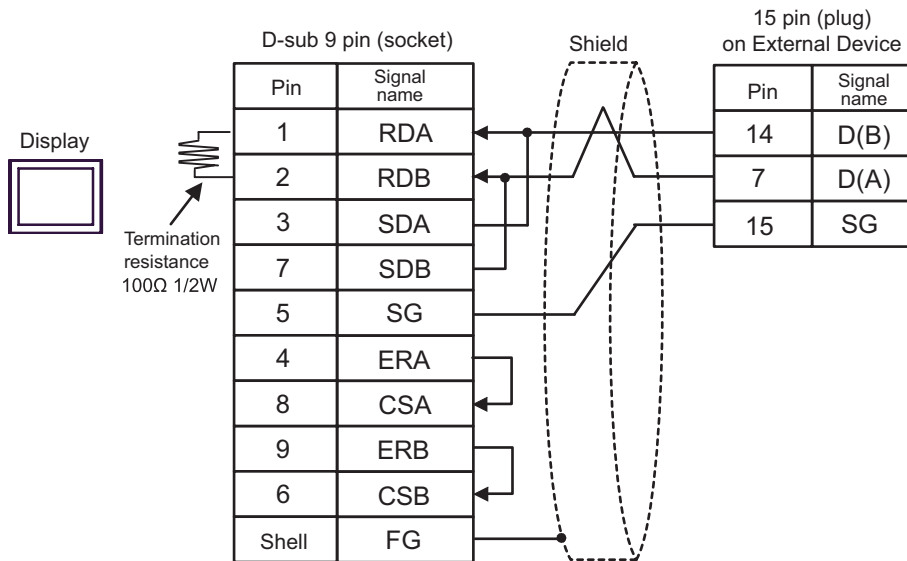 15 pin (plug)
on External Device
D-sub 9 pin (socket)
Shield
Display
Termination
resistance
100Ω 1/2W
Pin Signal name
1 RDA
2 RDB
3 SDA
7 SDB
5 SG
4 ERA
8 CSA
9 ERB
6 CSB
Shell FG
Pin Signal name
14 D(B)
7 D(A)
15 SG